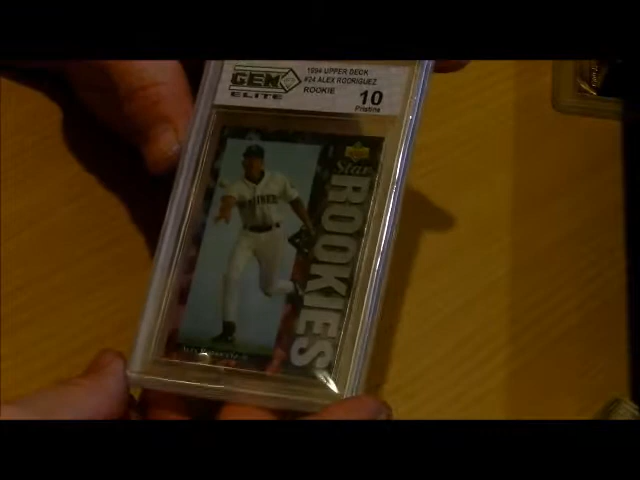 GEM
ELITE
1994 UPPER DECK
#24 ALEX RODRIGUEZ
ROOKIE
10
Pristine
Star
ROOKIES